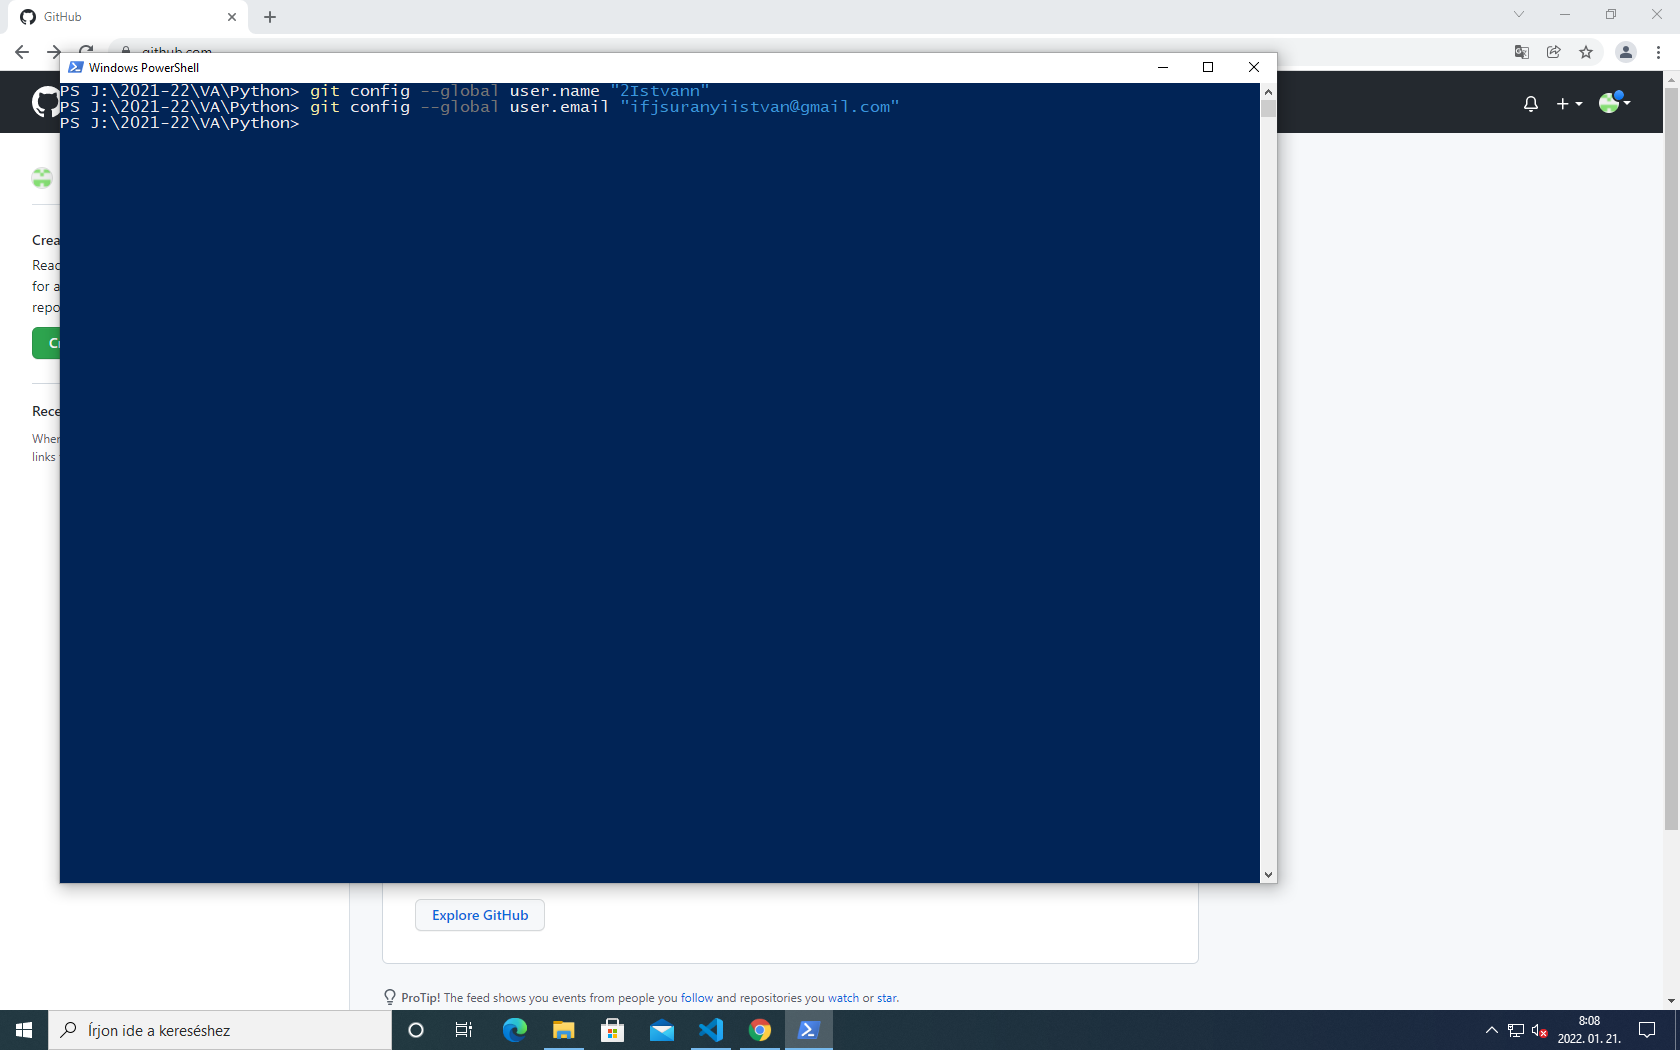 GitHub
github.com
Windows PowerShell
PS J:\2021-22\VA\Python> git config --global user.name "2Istvann"
PS J:\2021-22\VA\Python> git config --global user.email "ifjsuranyiistvan@gmail.com"
PS J:\2021-22\VA\Python>
for
links
Explore GitHub
ProTip! The feed shows you events from people you follow and repositories you watch or star.
Írjon ide a kereséshez
8:08
2022. 01. 21.